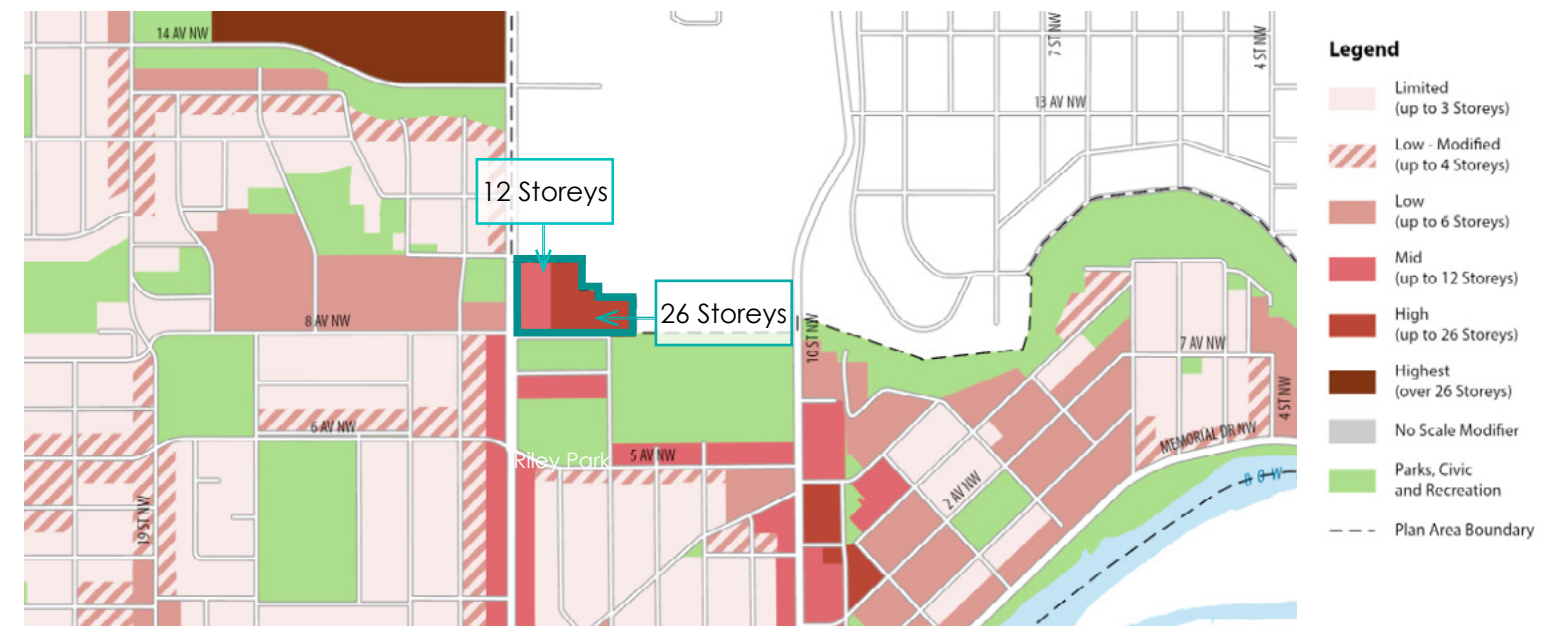 14 AV NW
7 ST NW
4 ST NW
13 AV NW
12 Storeys
26 Storeys
8 AV NW
10 ST NW
7 AV NW
4 ST NW
6 AV NW
MEMORIAL DR NW
Riley Park
5 AV NW
2 AV NW
BOW
19 ST NW
Legend
Limited
(up to 3 Storeys)
Low - Modified
(up to 4 Storeys)
Low
(up to 6 Storeys)
Mid
(up to 12 Storeys)
High
(up to 26 Storeys)
Highest
(over 26 Storeys)
No Scale Modifier
Parks, Civic
and Recreation
Plan Area Boundary